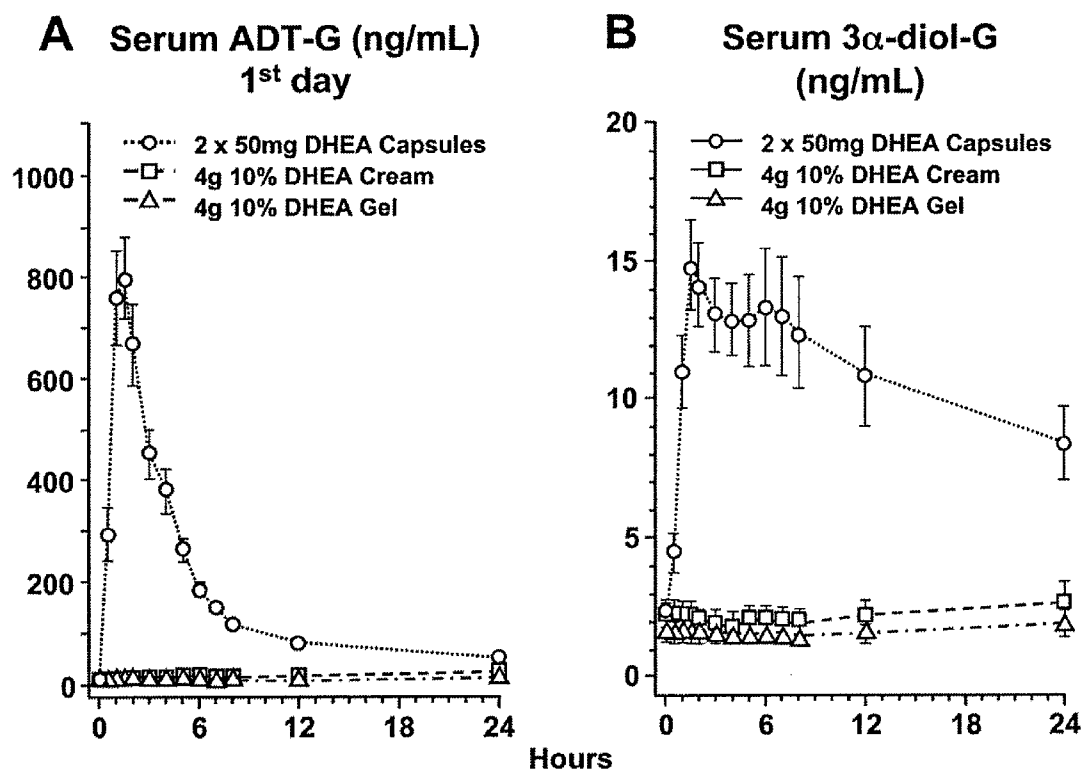 A Serum ADT-G (ng/mL)
1st day
2 x 50mg DHEA Capsules
4g 10% DHEA Cream
4g 10% DHEA Gel
1000
800
600
400
200
0
0 6 12 18 24
B Serum 3α-diol-G
(ng/mL)
2 x 50mg DHEA Capsules
4g 10% DHEA Cream
4g 10% DHEA Gel
20
15
10
5
0
0 6 12 18 24
Hours